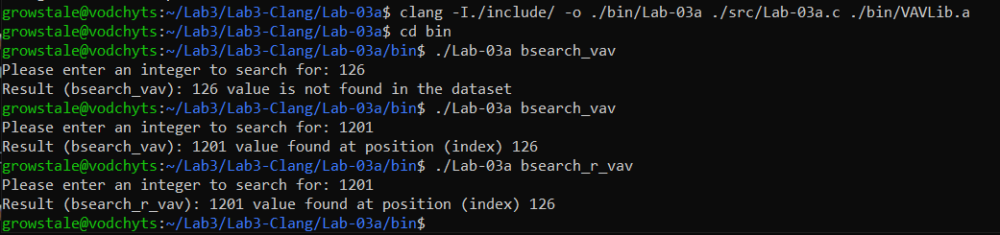 growstale@vodchyts:~/Lab3/Lab3-Clang/Lab-03a$ clang -I./include/ -o ./bin/Lab-03a ./src/Lab-03a.c ./bin/VAVLib.a
growstale@vodchyts:~/Lab3/Lab3-Clang/Lab-03a$ cd bin
growstale@vodchyts:~/Lab3/Lab3-Clang/Lab-03a/bin$ ./Lab-03a bsearch_vav
Please enter an integer to search for: 126
Result (bsearch_vav): 126 value is not found in the dataset
growstale@vodchyts:~/Lab3/Lab3-Clang/Lab-03a/bin$ ./Lab-03a bsearch_vav
Please enter an integer to search for: 1201
Result (bsearch_vav): 1201 value found at position (index) 126
growstale@vodchyts:~/Lab3/Lab3-Clang/Lab-03a/bin$ ./Lab-03a bsearch_r_vav
Please enter an integer to search for: 1201
Result (bsearch_r_vav): 1201 value found at position (index) 126
growstale@vodchyts:~/Lab3/Lab3-Clang/Lab-03a/bin$